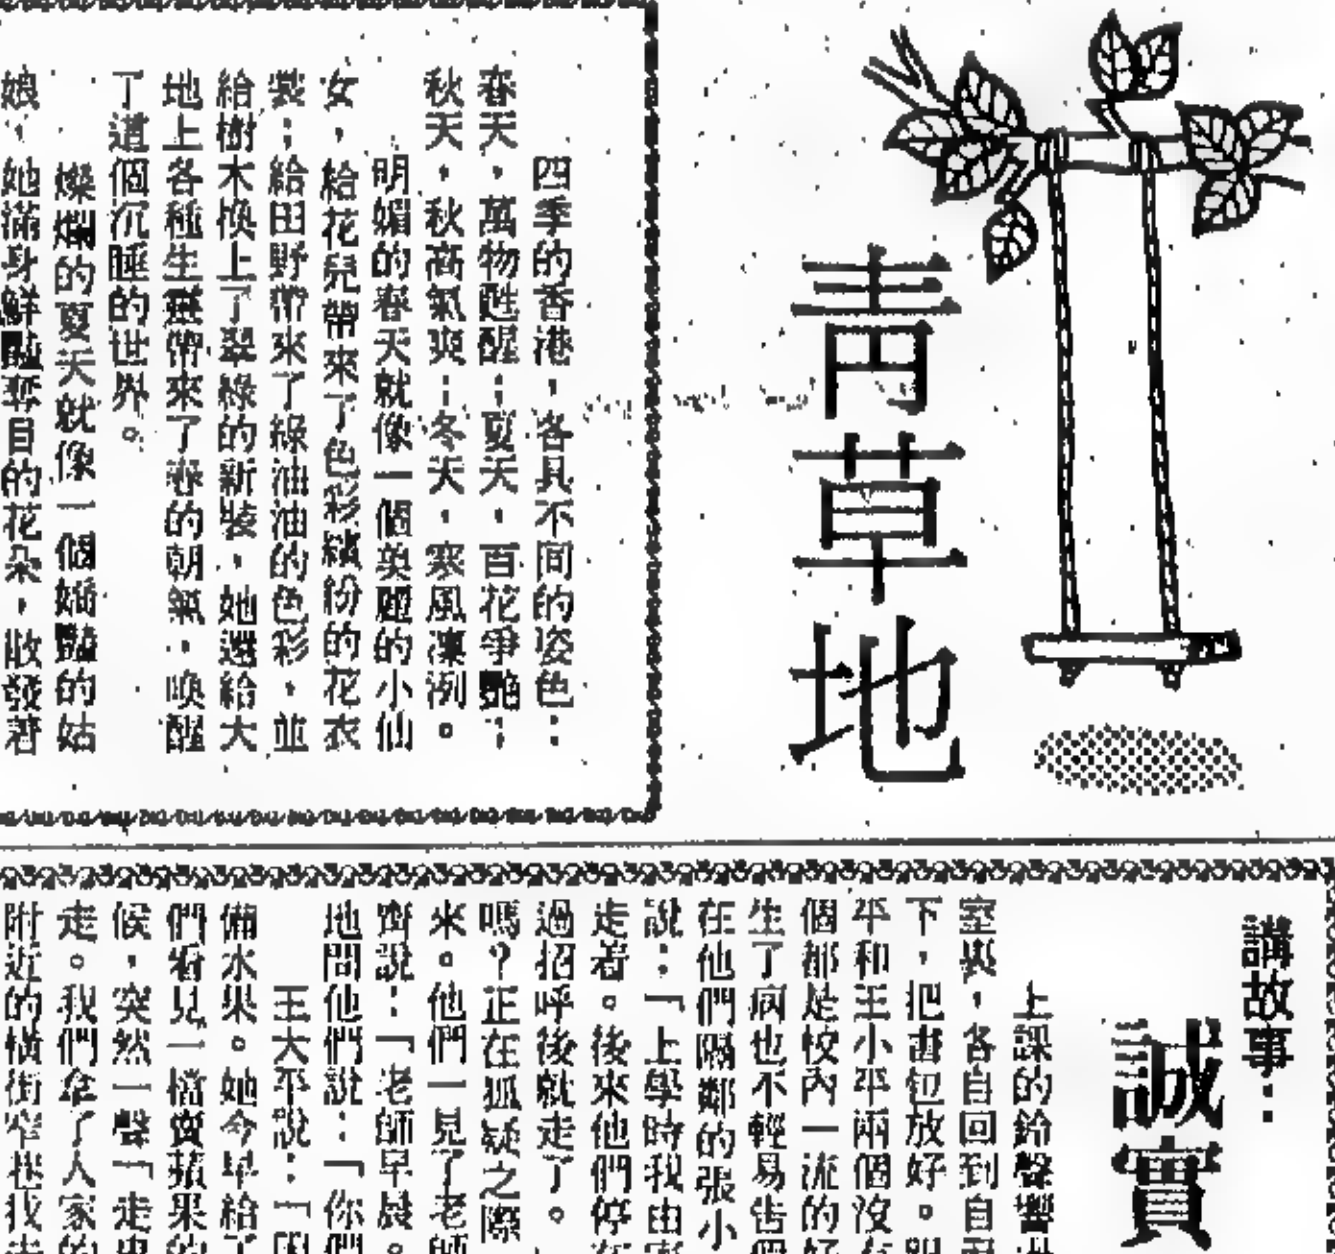 青草地
四季的香港，各具不同的姿色：
春天，萬物甦醒；夏天，百花爭艷；
秋天，秋高氣爽；冬天，寒風凜冽。
明媚的春天就像一個美麗的小仙
女，給花兒帶來了色彩繽紛的花衣
裳；給田野帶來了綠油油的色彩，並
給樹木換上了翠綠的新裝，她還給大
地上各種生靈帶來了春的朝氣，喚醒
了這個沉睡的世界。
燦爛的夏天就像一個嬌豔的姑
娘，她滿身鮮豔奪目的花朵，散發著
講故事：
誠實
上課的鈴聲響
室裏，各自回到自
下，把書包放好。
平和王小平兩個沒
個都是校內一流的好
生了病也不輕易告假
在他們隔鄰的張小
說：「上學時我由
走着。後來他們停
過招呼後就走了。
嗎？正在狐疑之際
來。他們一見了老師
齊說：「老師早晨。
地問他們說：「你們
王大平說：「
備水果。她今早給了
們看見一檔賣蘋果的
候，突然一聲「走
走。我們拿了人家的
附近的橫街窄巷找